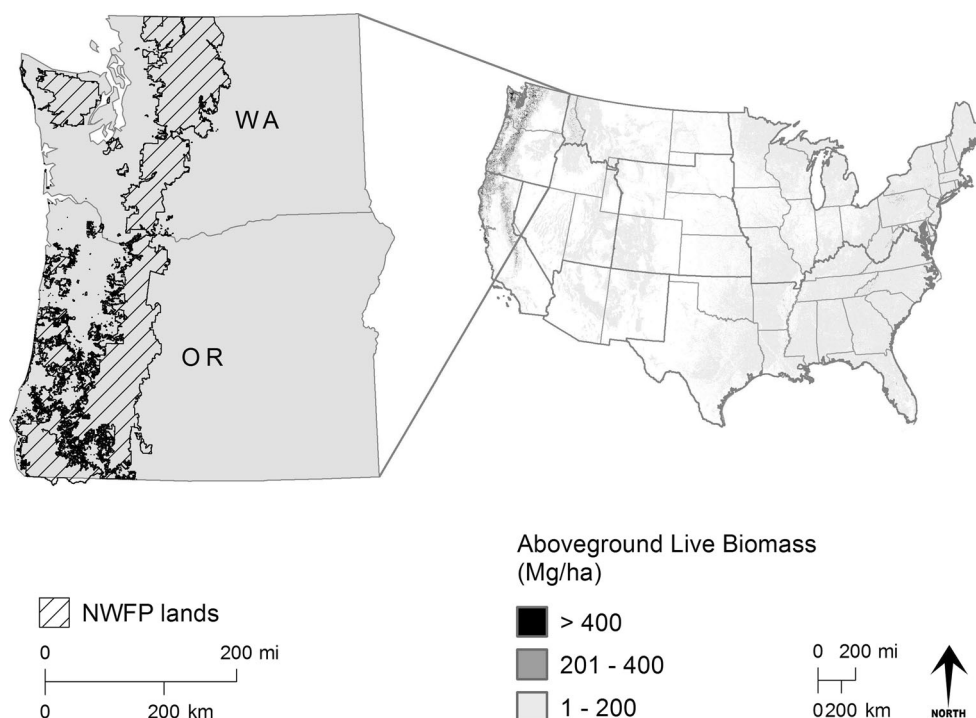 WA
OR
NWFP lands
0 200 mi
0 200 km
Aboveground Live Biomass
(Mg/ha)
> 400
201 - 400
1 - 200
0 200 mi
0 200 km
NORTH